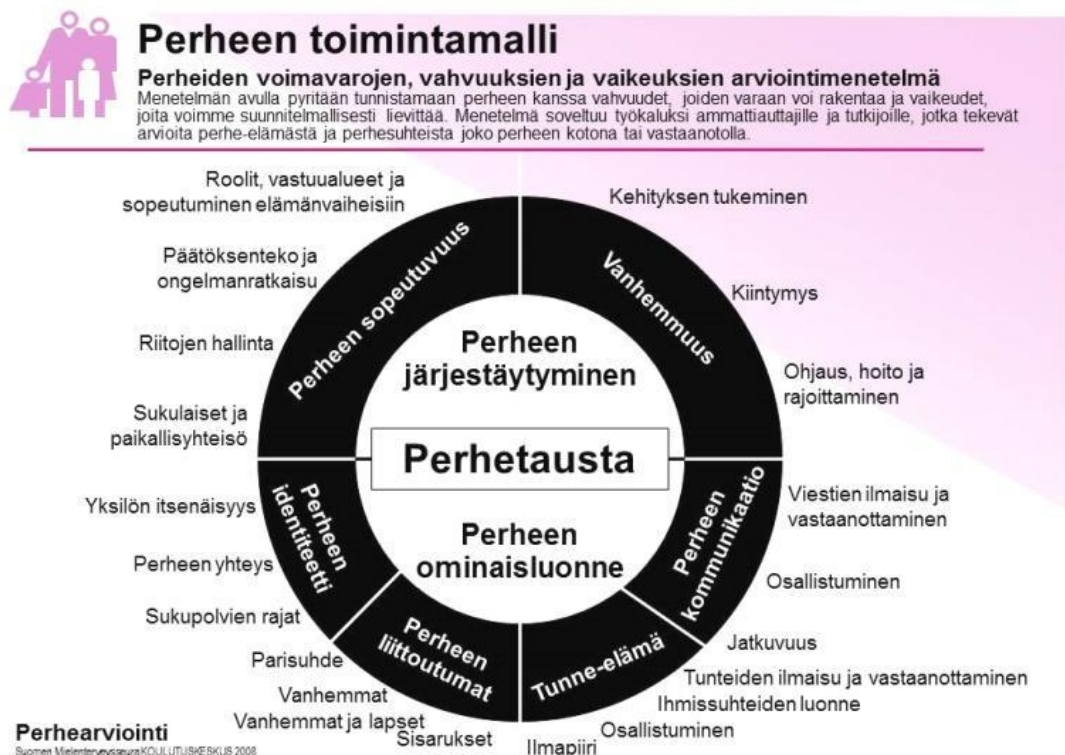 Perheen toimintamalli
Perheiden voimavarojen, vahvuuksien ja vaikeuksien arviointimenetelmä
Menetelmän avulla pyritään tunnistamaan perheen kanssa vahvuudet, joiden varaan voi rakentaa ja vaikeudet,
joita voimme suunnitelmallisesti lievittää. Menetelmä soveltuu työkaluksi ammattiauttajille ja tutkijoille, jotka tekevät
arvioita perhe-elämästä ja perhesuhteista joko perheen kotona tai vastaanotolla.
Roolit, vastuualueet ja
sopeutuminen elämänvaiheisiin
Päätöksenteko ja
ongelmanratkaisu
Riitojen hallinta
Sukulaiset ja
paikallisyhteisö
Perheen sopeutuvuus
Kehityksen tukeminen
Kiintymys
Ohjaus, hoito ja
rajoittaminen
Vanhemmuus
Perheen
järjestäytyminen
Perhetausta
Perheen
ominaisluonne
Yksilön itsenäisyys
Perheen yhteys
Sukupolvien rajat
Perheen
identiteetti
Parisuhde
Vanhemmat
Vanhemmat ja lapset
Sisarukset
Perheen
liittoutumat
Tunne-elämä
Ilmapiiri
Osallistuminen
Ihmissuhteiden luonne
Tunteiden ilmaisu ja vastaanottaminen
Perheen
kommunikaatio
Viestien ilmaisu ja
vastaanottaminen
Osallistuminen
Jatkuvuus
Perhearviointi
Suomen Mielenterveysseura KOULUTUSKESKUS 2008